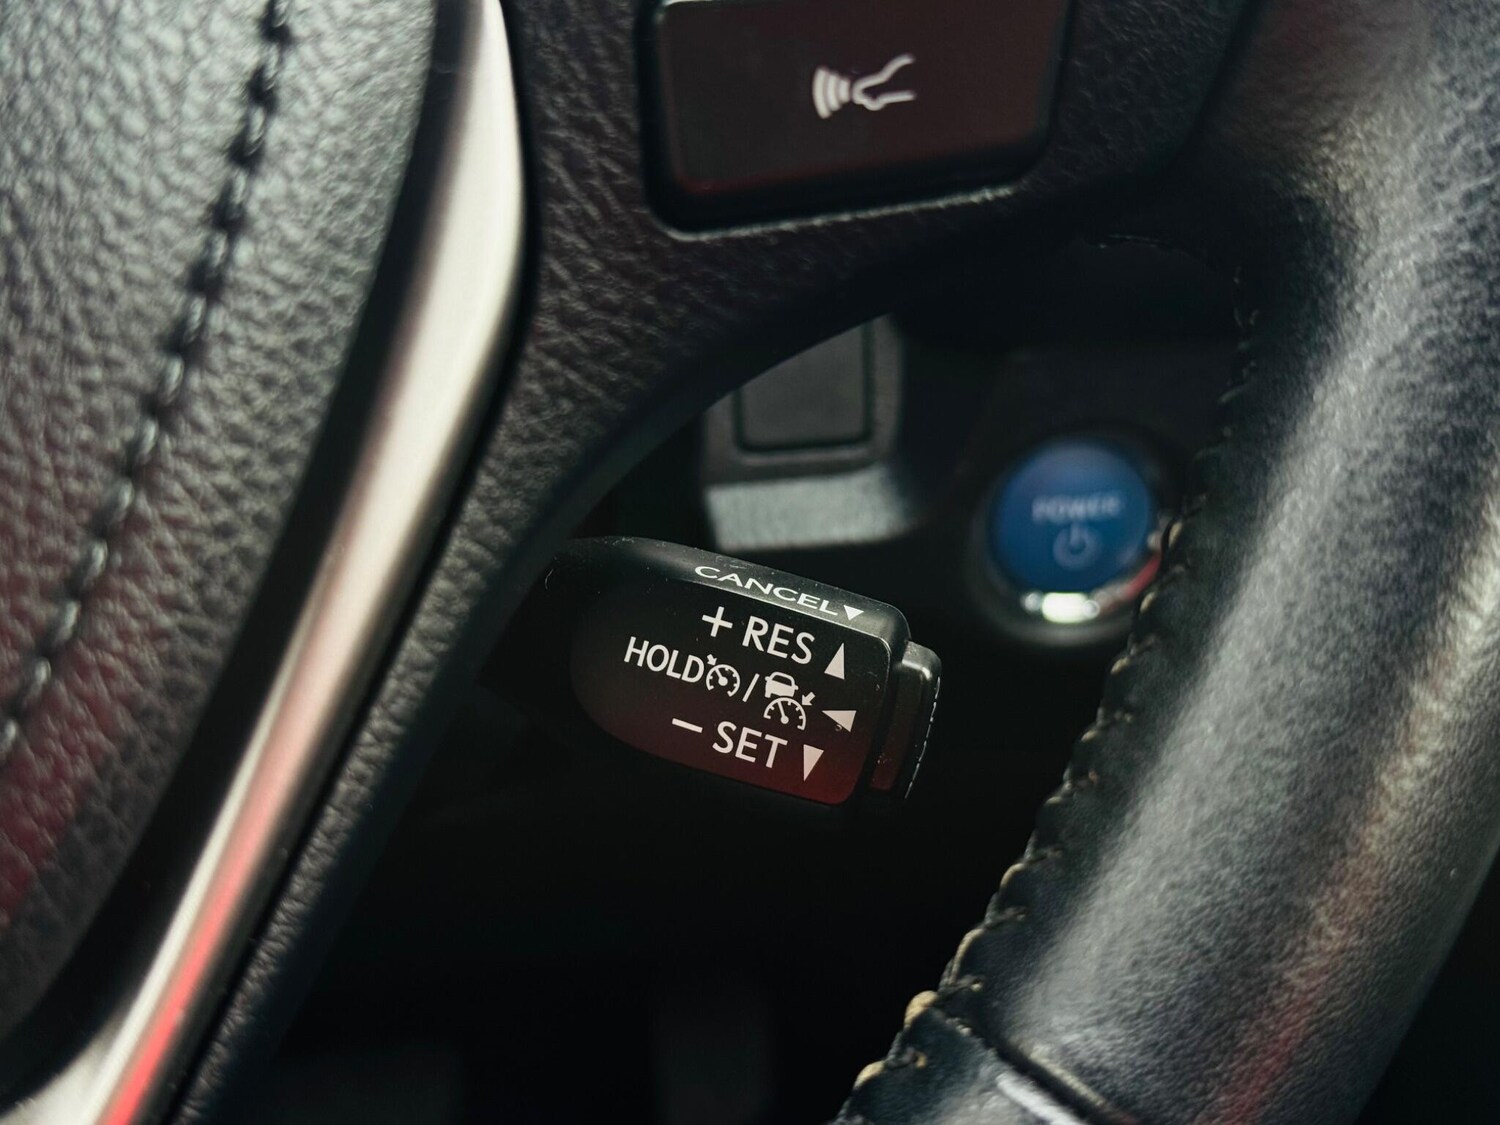 POWER
CANCEL▼
+ RES ▲
HOLD / ◀
− SET ▼